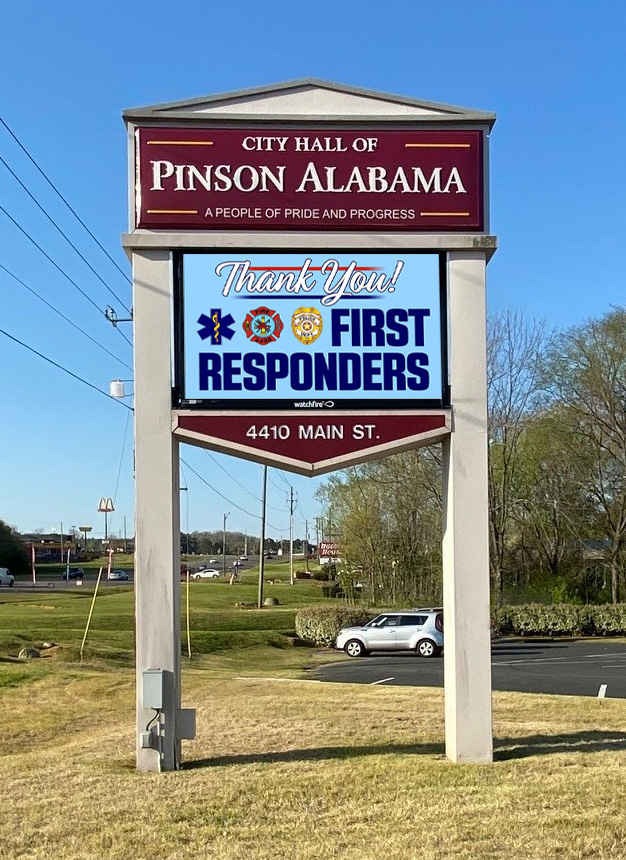 CITY HALL OF
PINSON ALABAMA
A PEOPLE OF PRIDE AND PROGRESS
Thank You!
FIRST
RESPONDERS
watchfire
4410 MAIN ST.